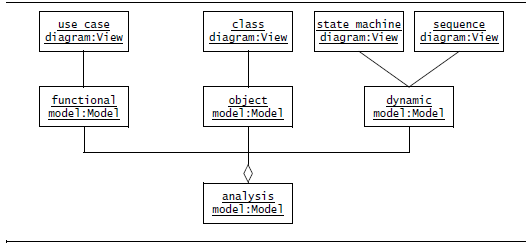 use case
diagram:View
class
diagram:View
state machine
diagram:View
sequence
diagram:View
functional
model:Model
object
model:Model
dynamic
model:Model
analysis
model:Model